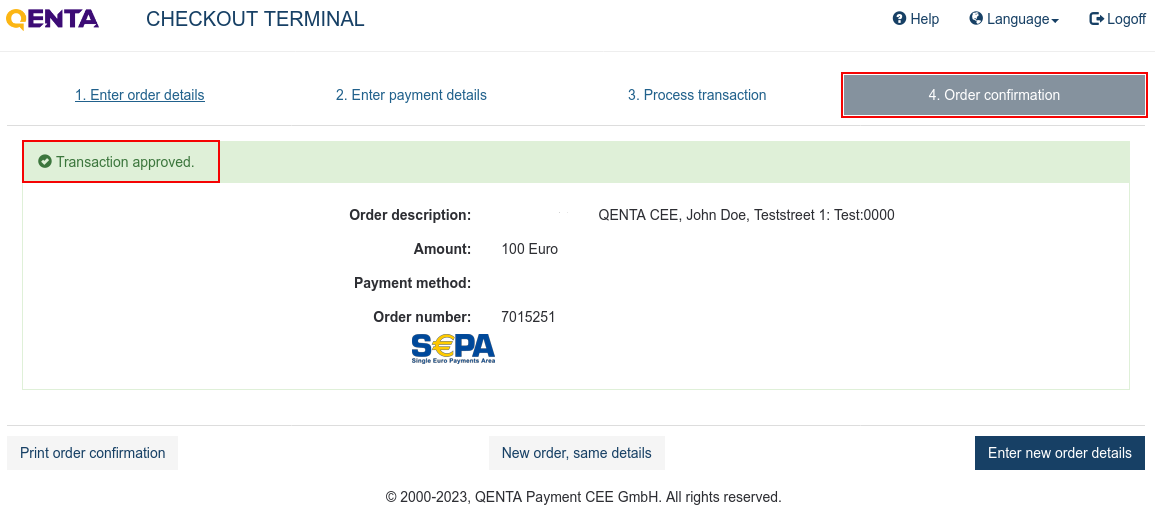 QENTA CHECKOUT TERMINAL Help Language Logoff
1. Enter order details 2. Enter payment details 3. Process transaction 4. Order confirmation
Transaction approved.
Order description: QENTA CEE, John Doe, Teststreet 1: Test:0000
Amount: 100 Euro
Payment method:
Order number: 7015251
S€PA
Single Euro Payments Area
Print order confirmation New order, same details Enter new order details
© 2000-2023, QENTA Payment CEE GmbH. All rights reserved.